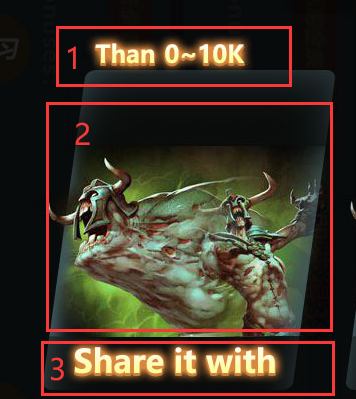 1 Than 0~10K
2
3 Share it with